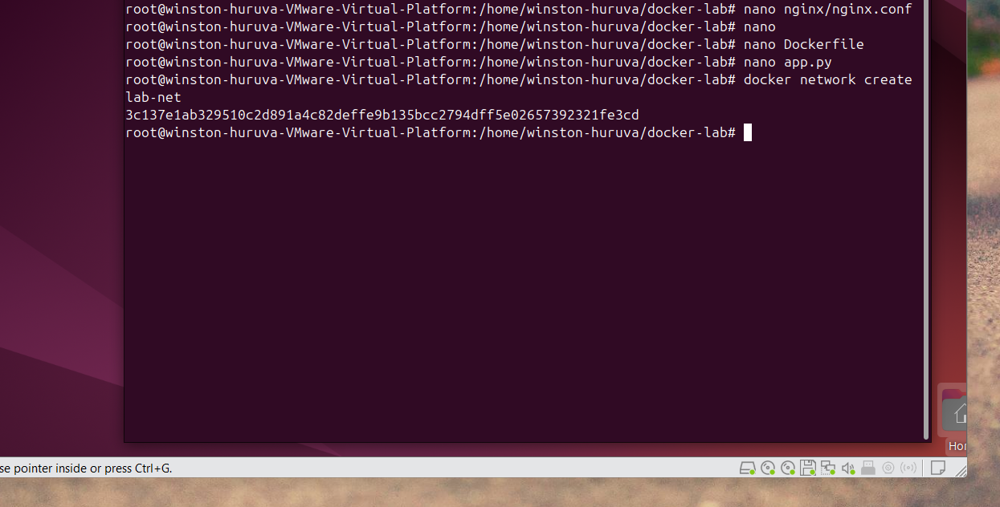 root@winston-huruva-VMware-Virtual-Platform:/home/winston-huruva/docker-lab# nano nginx/nginx.conf
root@winston-huruva-VMware-Virtual-Platform:/home/winston-huruva/docker-lab# nano
root@winston-huruva-VMware-Virtual-Platform:/home/winston-huruva/docker-lab# nano Dockerfile
root@winston-huruva-VMware-Virtual-Platform:/home/winston-huruva/docker-lab# nano app.py
root@winston-huruva-VMware-Virtual-Platform:/home/winston-huruva/docker-lab# docker network create
lab-net
3c137e1ab329510c2d891a4c82deffe9b135bcc2794dff5e02657392321fe3cd
root@winston-huruva-VMware-Virtual-Platform:/home/winston-huruva/docker-lab#
Hor
se pointer inside or press Ctrl+G.